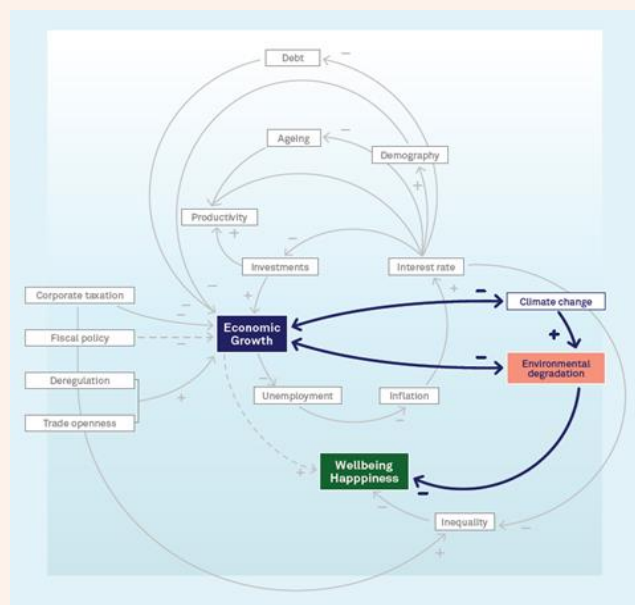 Debt
−
Ageing
−
Demography
+
Productivity
−
+
Investments
Interest rate
+
+
Corporate taxation
−
−
−
Climate change
Fiscal policy
−
Economic
Growth
+
−
Environmental
degradation
Deregulation
+
−
Unemployment
Inflation
−
Trade openness
Wellbeing
Happpiness
+
−
−
Inequality
−
+